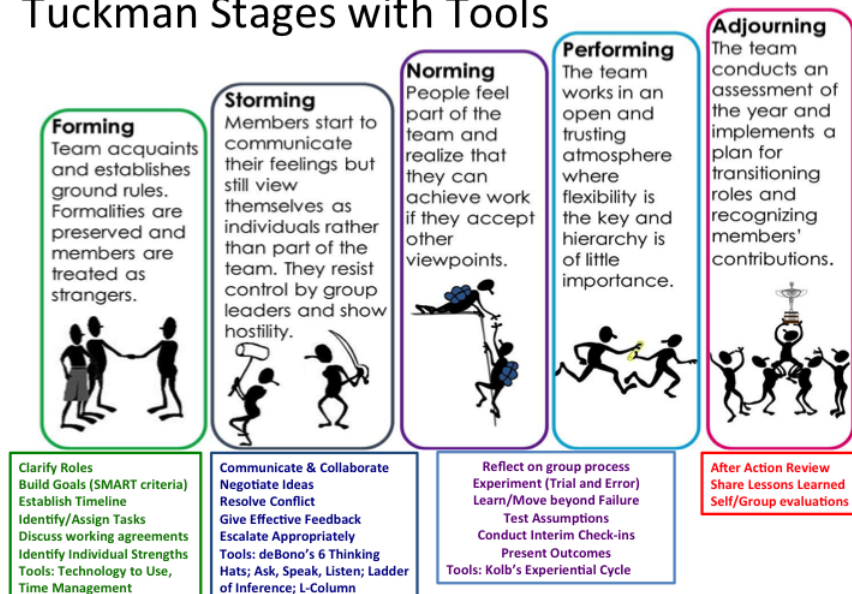 Tuckman Stages with Tools
Forming
Team acquaints
and establishes
ground rules.
Formalities are
preserved and
members are
treated as
strangers.
Storming
Members start to
communicate
their feelings but
still view
themselves as
individuals rather
than part of the
team. They resist
control by group
leaders and show
hostility.
Norming
People feel
part of the
team and
realize that
they can
achieve work
if they accept
other
viewpoints.
Performing
The team
works in an
open and
trusting
atmosphere
where
flexibility is
the key and
hierarchy is
of little
importance.
Adjourning
The team
conducts an
assessment of
the year and
implements a
plan for
transitioning
roles and
recognizing
members'
contributions.
Clarify Roles
Build Goals (SMART criteria)
Establish Timeline
Identify/Assign Tasks
Discuss working agreements
Identify Individual Strengths
Tools: Technology to Use,
Time Management
Communicate & Collaborate
Negotiate Ideas
Resolve Conflict
Give Effective Feedback
Escalate Appropriately
Tools: deBono's 6 Thinking
Hats; Ask, Speak, Listen; Ladder
of Inference; L-Column
Reflect on group process
Experiment (Trial and Error)
Learn/Move beyond Failure
Test Assumptions
Conduct Interim Check-ins
Present Outcomes
Tools: Kolb's Experiential Cycle
After Action Review
Share Lessons Learned
Self/Group evaluations